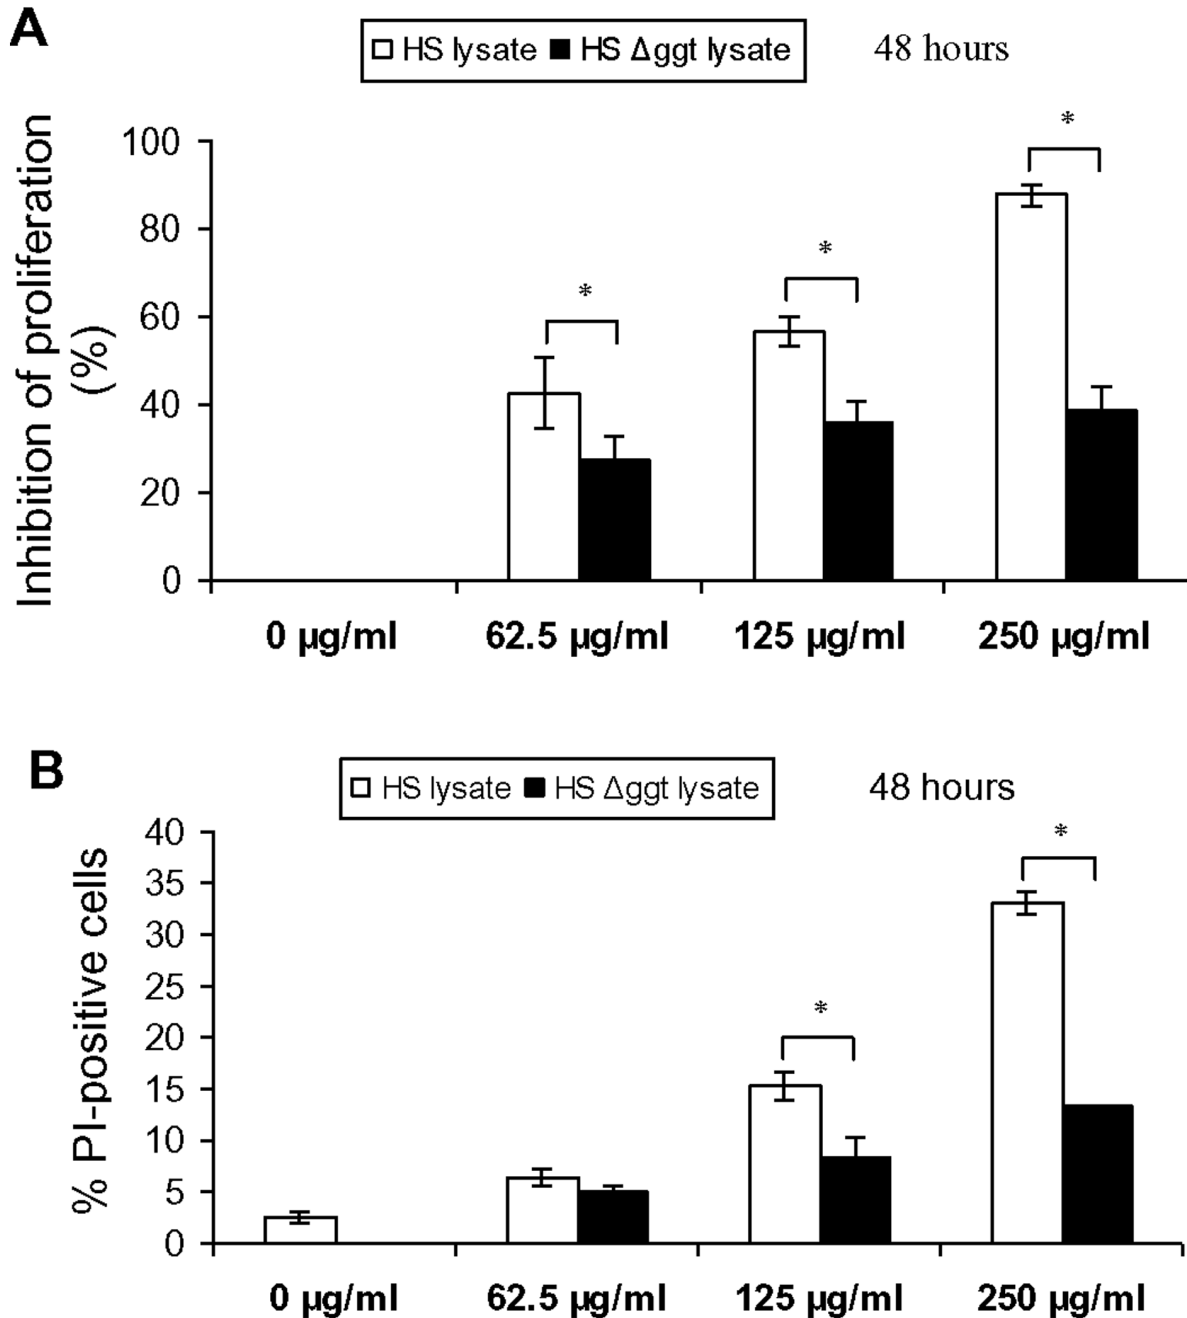 A
HS lysate HS Δggt lysate 48 hours
*
100
80
60
40
20
0
Inhibition of proliferation
(%)
*
*
0 µg/ml 62.5 µg/ml 125 µg/ml 250 µg/ml
B
HS lysate HS Δggt lysate 48 hours
*
40
35
30
25
20
15
10
5
0
% PI-positive cells
*
0 µg/ml 62.5 µg/ml 125 µg/ml 250 µg/ml